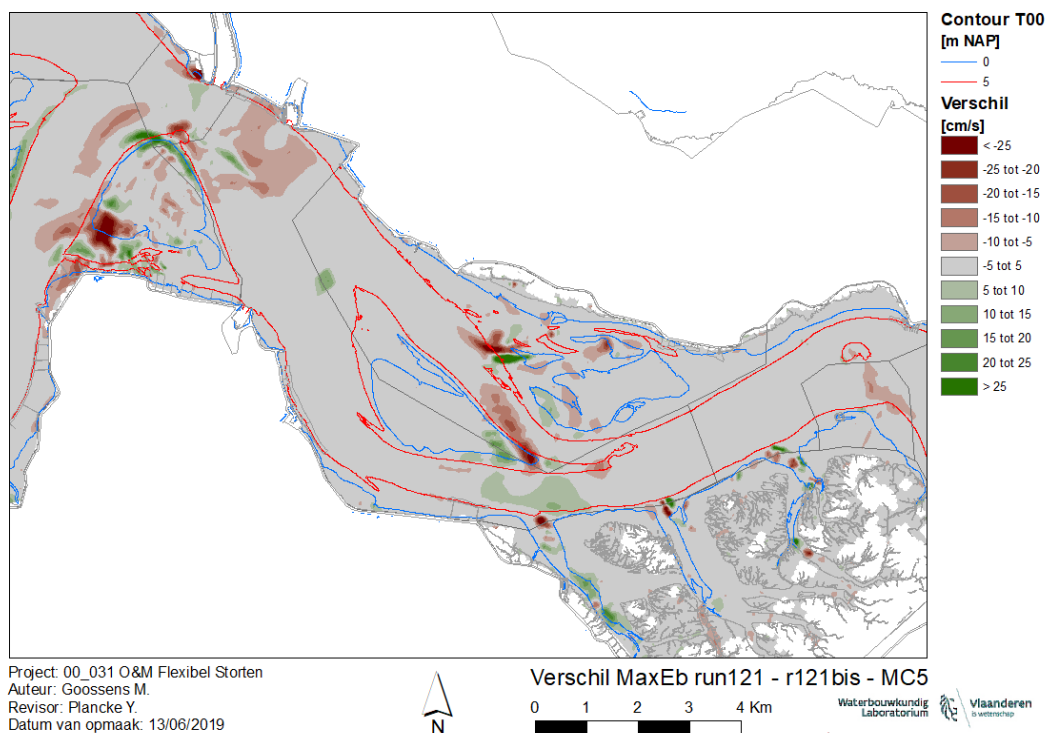 Contour T00
[m NAP]
0
5
Verschil
[cm/s]
< -25
-25 tot -20
-20 tot -15
-15 tot -10
-10 tot -5
-5 tot 5
5 tot 10
10 tot 15
15 tot 20
20 tot 25
> 25
Project: 00_031 O&M Flexibel Storten
Auteur: Goossens M.
Revisor: Plancke Y.
Datum van opmaak: 13/06/2019
N
Verschil MaxEb run121 - r121bis - MC5
0 1 2 3 4 Km
Waterbouwkundig
Laboratorium
Vlaanderen
is wetenschap